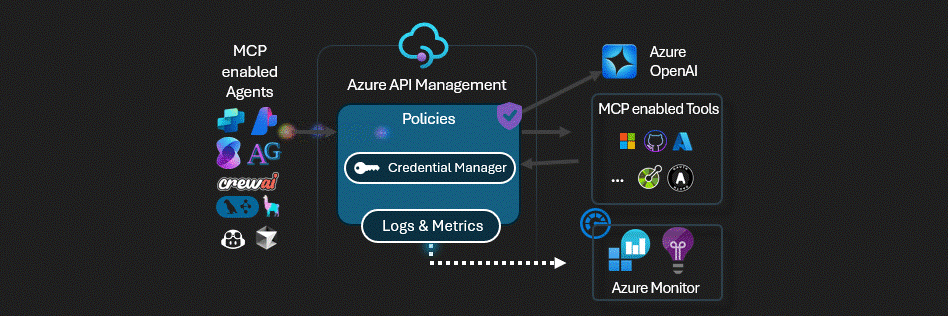 MCP
enabled
Agents
AG
crewai
Azure API Management
Policies
Credential Manager
Logs & Metrics
Azure
OpenAI
MCP enabled Tools
...
A
Azure Monitor